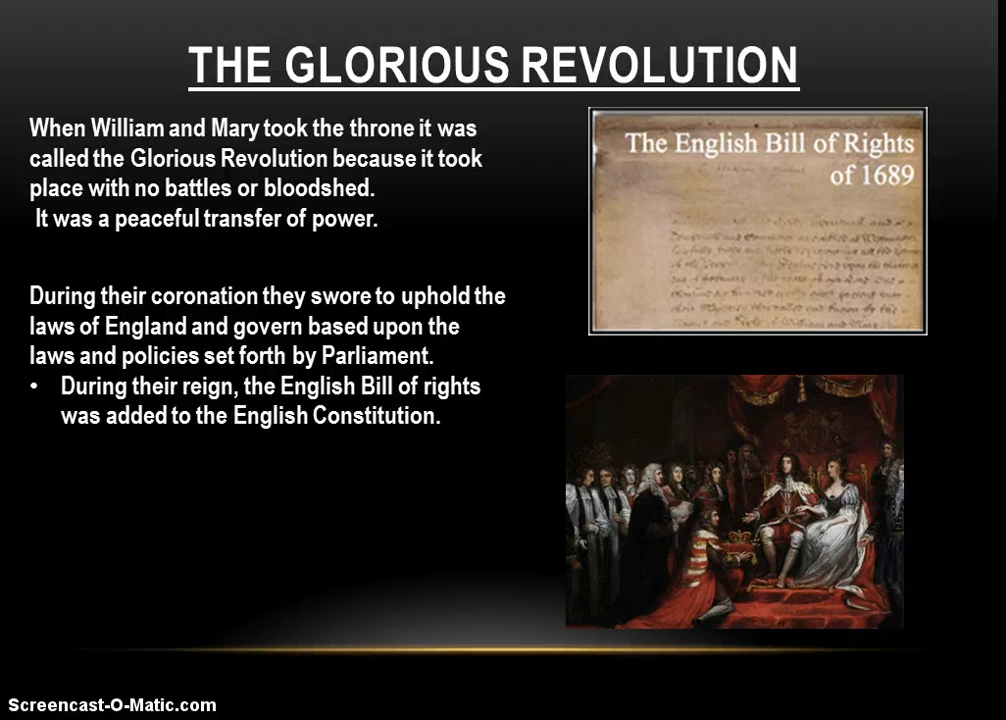 THE GLORIOUS REVOLUTION
When William and Mary took the throne it was
called the Glorious Revolution because it took
place with no battles or bloodshed.
It was a peaceful transfer of power.
During their coronation they swore to uphold the
laws of England and govern based upon the
laws and policies set forth by Parliament.
• During their reign, the English Bill of rights
was added to the English Constitution.
The English Bill of Rights
of 1689
Screencast-O-Matic.com